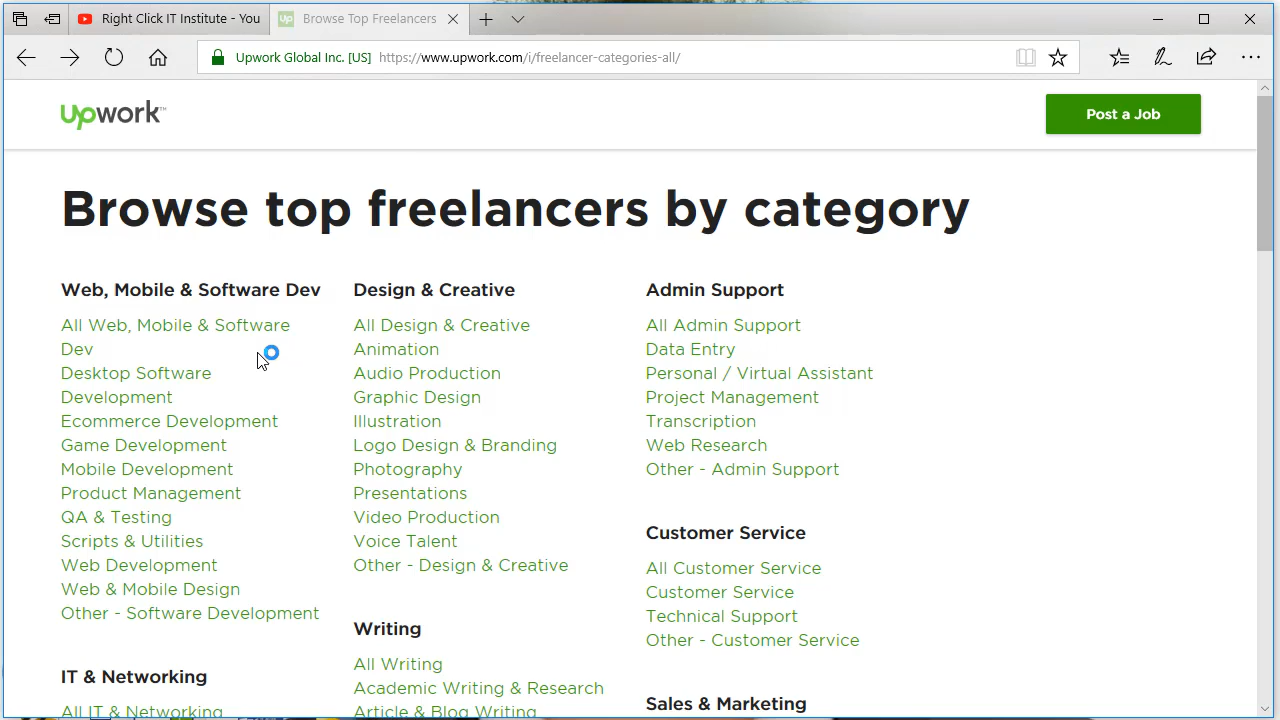 Right Click IT Institute - You
Browse Top Freelancers
Upwork Global Inc. [US] https://www.upwork.com/i/freelancer-categories-all/
upwork™
Post a Job
Browse top freelancers by category
Web, Mobile & Software Dev
All Web, Mobile & Software
Dev
Desktop Software
Development
Ecommerce Development
Game Development
Mobile Development
Product Management
QA & Testing
Scripts & Utilities
Web Development
Web & Mobile Design
Other - Software Development
IT & Networking
All IT & Networking
Design & Creative
All Design & Creative
Animation
Audio Production
Graphic Design
Illustration
Logo Design & Branding
Photography
Presentations
Video Production
Voice Talent
Other - Design & Creative
Writing
All Writing
Academic Writing & Research
Article & Blog Writing
Admin Support
All Admin Support
Data Entry
Personal / Virtual Assistant
Project Management
Transcription
Web Research
Other - Admin Support
Customer Service
All Customer Service
Customer Service
Technical Support
Other - Customer Service
Sales & Marketing